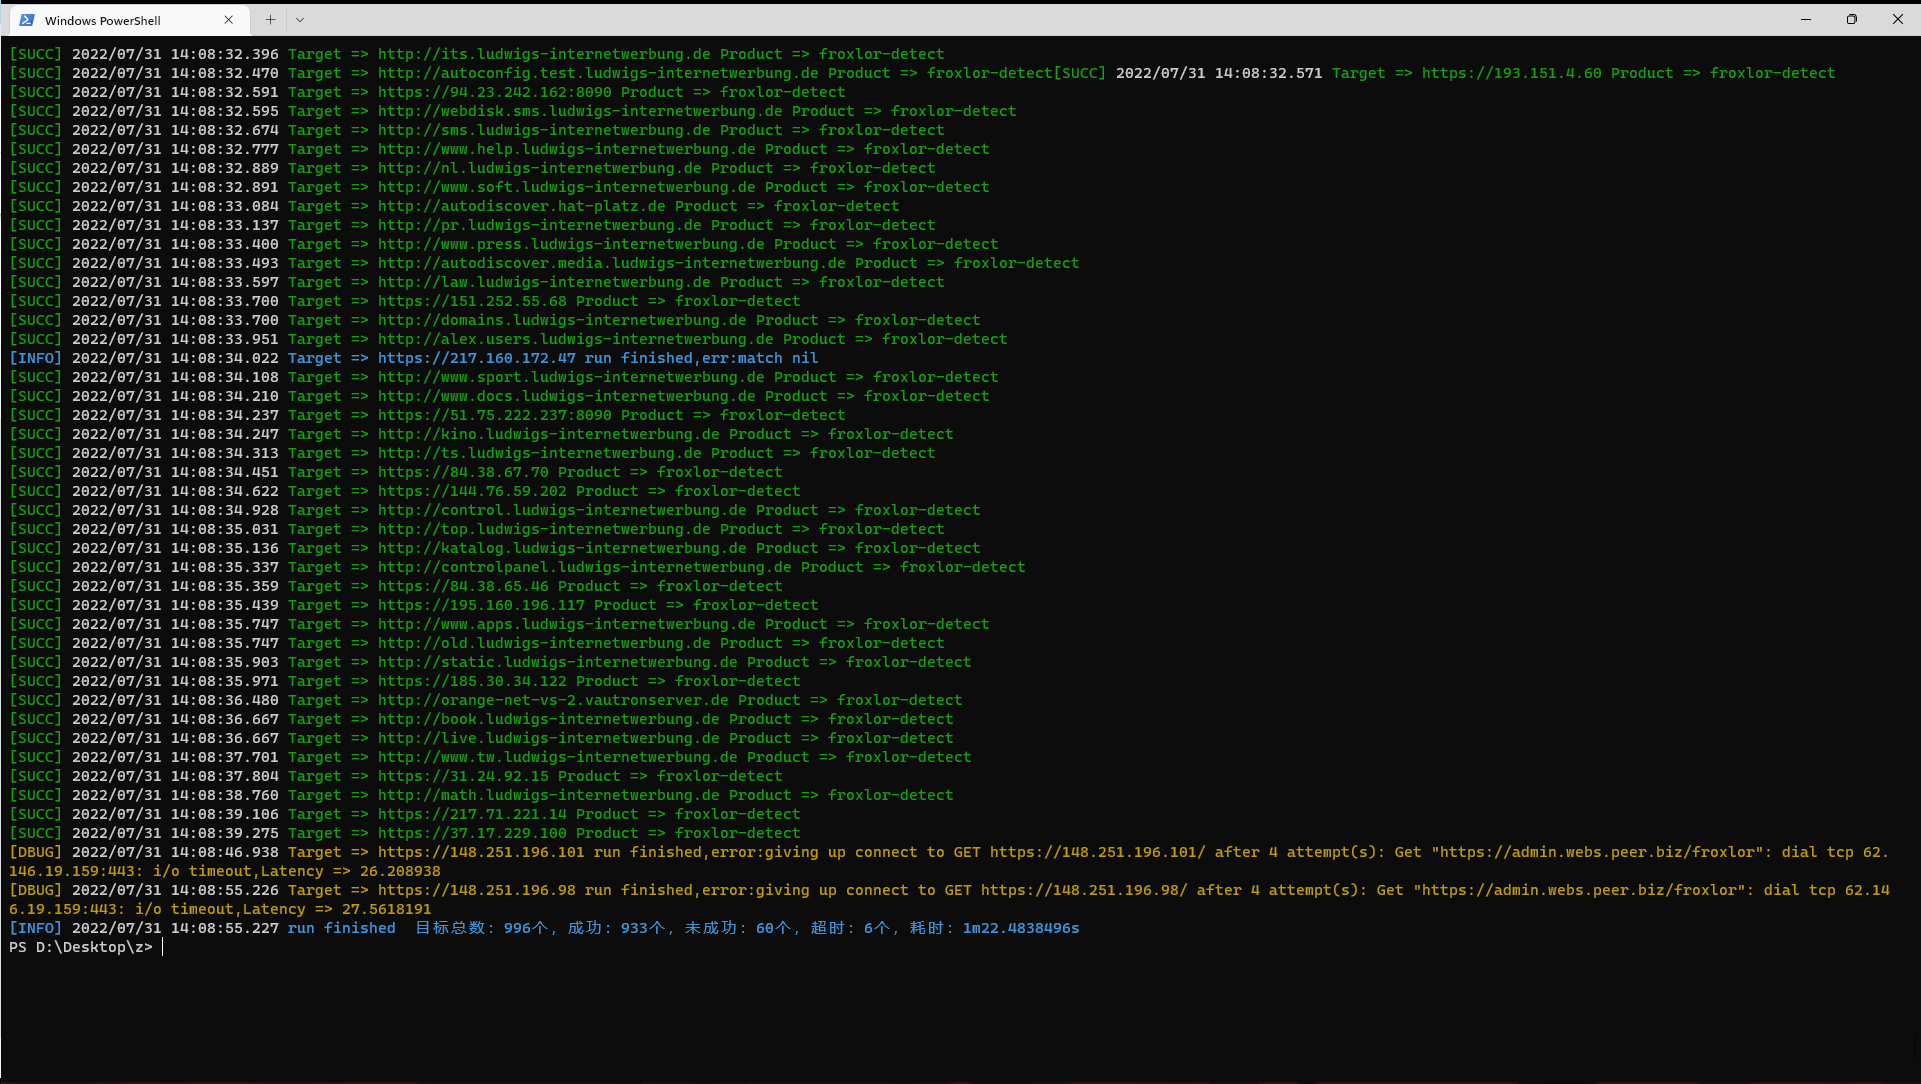 Windows PowerShell
[SUCC] 2022/07/31 14:08:32.396 Target => http://its.ludwigs-internetwerbung.de Product => froxlor-detect
[SUCC] 2022/07/31 14:08:32.470 Target => http://autoconfig.test.ludwigs-internetwerbung.de Product => froxlor-detect[SUCC] 2022/07/31 14:08:32.571 Target => https://193.151.4.60 Product => froxlor-detect
[SUCC] 2022/07/31 14:08:32.591 Target => https://94.23.242.162:8090 Product => froxlor-detect
[SUCC] 2022/07/31 14:08:32.595 Target => http://webdisk.sms.ludwigs-internetwerbung.de Product => froxlor-detect
[SUCC] 2022/07/31 14:08:32.674 Target => http://sms.ludwigs-internetwerbung.de Product => froxlor-detect
[SUCC] 2022/07/31 14:08:32.777 Target => http://www.help.ludwigs-internetwerbung.de Product => froxlor-detect
[SUCC] 2022/07/31 14:08:32.889 Target => http://nl.ludwigs-internetwerbung.de Product => froxlor-detect
[SUCC] 2022/07/31 14:08:32.891 Target => http://www.soft.ludwigs-internetwerbung.de Product => froxlor-detect
[SUCC] 2022/07/31 14:08:33.084 Target => http://autodiscover.hat-platz.de Product => froxlor-detect
[SUCC] 2022/07/31 14:08:33.137 Target => http://pr.ludwigs-internetwerbung.de Product => froxlor-detect
[SUCC] 2022/07/31 14:08:33.400 Target => http://www.press.ludwigs-internetwerbung.de Product => froxlor-detect
[SUCC] 2022/07/31 14:08:33.493 Target => http://autodiscover.media.ludwigs-internetwerbung.de Product => froxlor-detect
[SUCC] 2022/07/31 14:08:33.597 Target => http://law.ludwigs-internetwerbung.de Product => froxlor-detect
[SUCC] 2022/07/31 14:08:33.700 Target => https://151.252.55.68 Product => froxlor-detect
[SUCC] 2022/07/31 14:08:33.700 Target => http://domains.ludwigs-internetwerbung.de Product => froxlor-detect
[SUCC] 2022/07/31 14:08:33.951 Target => http://alex.users.ludwigs-internetwerbung.de Product => froxlor-detect
[INFO] 2022/07/31 14:08:34.022 Target => https://217.160.172.47 run finished,err:match nil
[SUCC] 2022/07/31 14:08:34.108 Target => http://www.sport.ludwigs-internetwerbung.de Product => froxlor-detect
[SUCC] 2022/07/31 14:08:34.210 Target => http://www.docs.ludwigs-internetwerbung.de Product => froxlor-detect
[SUCC] 2022/07/31 14:08:34.237 Target => https://51.75.222.237:8090 Product => froxlor-detect
[SUCC] 2022/07/31 14:08:34.247 Target => http://kino.ludwigs-internetwerbung.de Product => froxlor-detect
[SUCC] 2022/07/31 14:08:34.313 Target => http://ts.ludwigs-internetwerbung.de Product => froxlor-detect
[SUCC] 2022/07/31 14:08:34.451 Target => https://84.38.67.70 Product => froxlor-detect
[SUCC] 2022/07/31 14:08:34.622 Target => https://144.76.59.202 Product => froxlor-detect
[SUCC] 2022/07/31 14:08:34.928 Target => http://control.ludwigs-internetwerbung.de Product => froxlor-detect
[SUCC] 2022/07/31 14:08:35.031 Target => http://top.ludwigs-internetwerbung.de Product => froxlor-detect
[SUCC] 2022/07/31 14:08:35.136 Target => http://katalog.ludwigs-internetwerbung.de Product => froxlor-detect
[SUCC] 2022/07/31 14:08:35.337 Target => http://controlpanel.ludwigs-internetwerbung.de Product => froxlor-detect
[SUCC] 2022/07/31 14:08:35.359 Target => https://84.38.65.46 Product => froxlor-detect
[SUCC] 2022/07/31 14:08:35.439 Target => https://195.160.196.117 Product => froxlor-detect
[SUCC] 2022/07/31 14:08:35.747 Target => http://www.apps.ludwigs-internetwerbung.de Product => froxlor-detect
[SUCC] 2022/07/31 14:08:35.747 Target => http://old.ludwigs-internetwerbung.de Product => froxlor-detect
[SUCC] 2022/07/31 14:08:35.903 Target => http://static.ludwigs-internetwerbung.de Product => froxlor-detect
[SUCC] 2022/07/31 14:08:35.971 Target => https://185.30.34.122 Product => froxlor-detect
[SUCC] 2022/07/31 14:08:36.480 Target => http://orange-net-vs-2.vautronserver.de Product => froxlor-detect
[SUCC] 2022/07/31 14:08:36.667 Target => http://book.ludwigs-internetwerbung.de Product => froxlor-detect
[SUCC] 2022/07/31 14:08:36.667 Target => http://live.ludwigs-internetwerbung.de Product => froxlor-detect
[SUCC] 2022/07/31 14:08:37.701 Target => http://www.tw.ludwigs-internetwerbung.de Product => froxlor-detect
[SUCC] 2022/07/31 14:08:37.804 Target => https://31.24.92.15 Product => froxlor-detect
[SUCC] 2022/07/31 14:08:38.760 Target => http://math.ludwigs-internetwerbung.de Product => froxlor-detect
[SUCC] 2022/07/31 14:08:39.106 Target => https://217.71.221.14 Product => froxlor-detect
[SUCC] 2022/07/31 14:08:39.275 Target => https://37.17.229.100 Product => froxlor-detect
[DBUG] 2022/07/31 14:08:46.938 Target => https://148.251.196.101 run finished,error:giving up connect to GET https://148.251.196.101/ after 4 attempt(s): Get "https://admin.webs.peer.biz/froxlor": dial tcp 62.
146.19.159:443: i/o timeout,Latency => 26.208938
[DBUG] 2022/07/31 14:08:55.226 Target => https://148.251.196.98 run finished,error:giving up connect to GET https://148.251.196.98/ after 4 attempt(s): Get "https://admin.webs.peer.biz/froxlor": dial tcp 62.14
6.19.159:443: i/o timeout,Latency => 27.5618191
[INFO] 2022/07/31 14:08:55.227 run finished 目标总数: 996个, 成功: 933个, 未成功: 60个, 超时: 6个, 耗时: 1m22.4838496s
PS D:\Desktop\z>